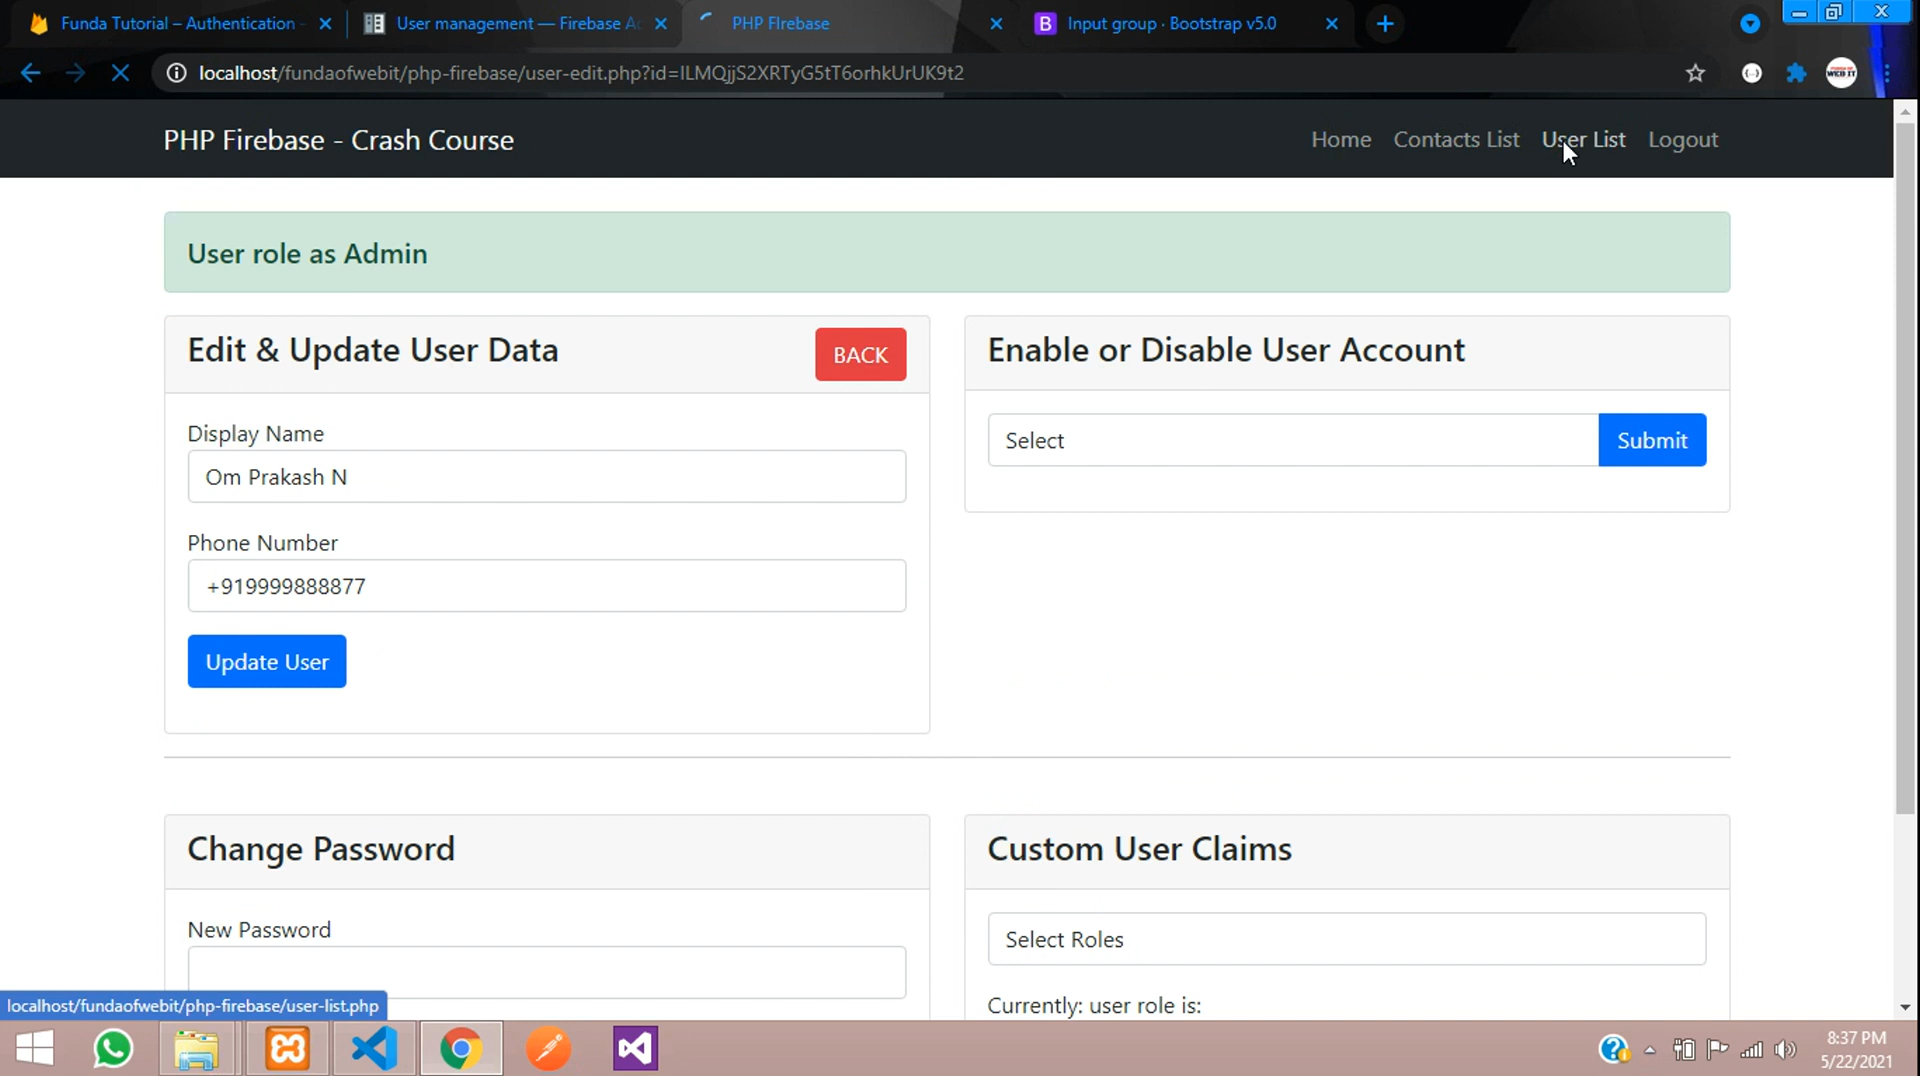 Funda Tutorial – Authentication -
User management — Firebase Ac
PHP FIrebase
Input group · Bootstrap v5.0
localhost/fundaofwebit/php-firebase/user-edit.php?id=ILMQjjS2XRTyG5tT6orhkUrUK9t2
PHP Firebase - Crash Course
Home
Contacts List
User List
Logout
User role as Admin
Edit & Update User Data
BACK
Display Name
Om Prakash N
Phone Number
+919999888877
Update User
Enable or Disable User Account
Select
Submit
Change Password
New Password
Custom User Claims
Select Roles
Currently: user role is:
localhost/fundaofwebit/php-firebase/user-list.php
8:37 PM
5/22/2021